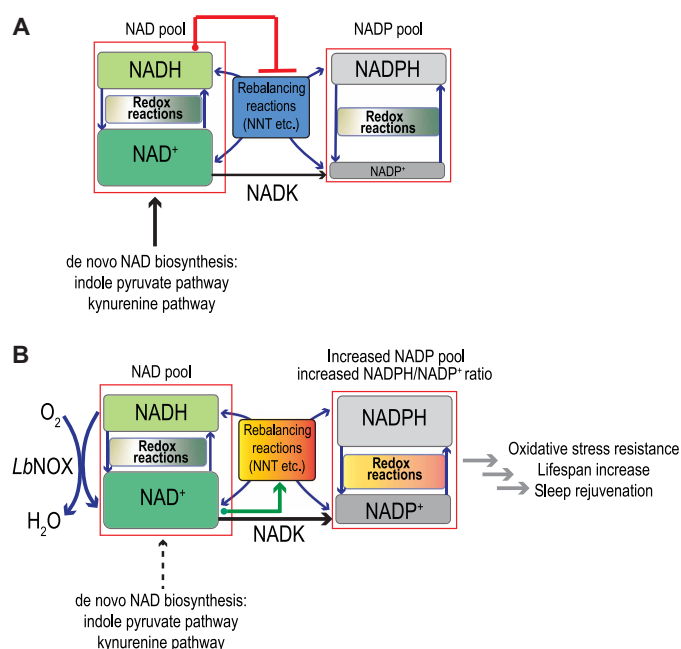 A
NAD pool
NADP pool
NADH
Redox
reactions
NAD⁺
Rebalancing
reactions
(NNT etc.)
NADPH
Redox
reactions
NADP⁺
NADK
de novo NAD biosynthesis:
indole pyruvate pathway
kynurenine pathway
B
NAD pool
Increased NADP pool
increased NADPH/NADP⁺ ratio
O₂
LbNOX
H₂O
NADH
Redox
reactions
NAD⁺
Rebalancing
reactions
(NNT etc.)
NADPH
Redox
reactions
NADP⁺
NADK
Oxidative stress resistance
Lifespan increase
Sleep rejuvenation
de novo NAD biosynthesis:
indole pyruvate pathway
kynurenine pathway